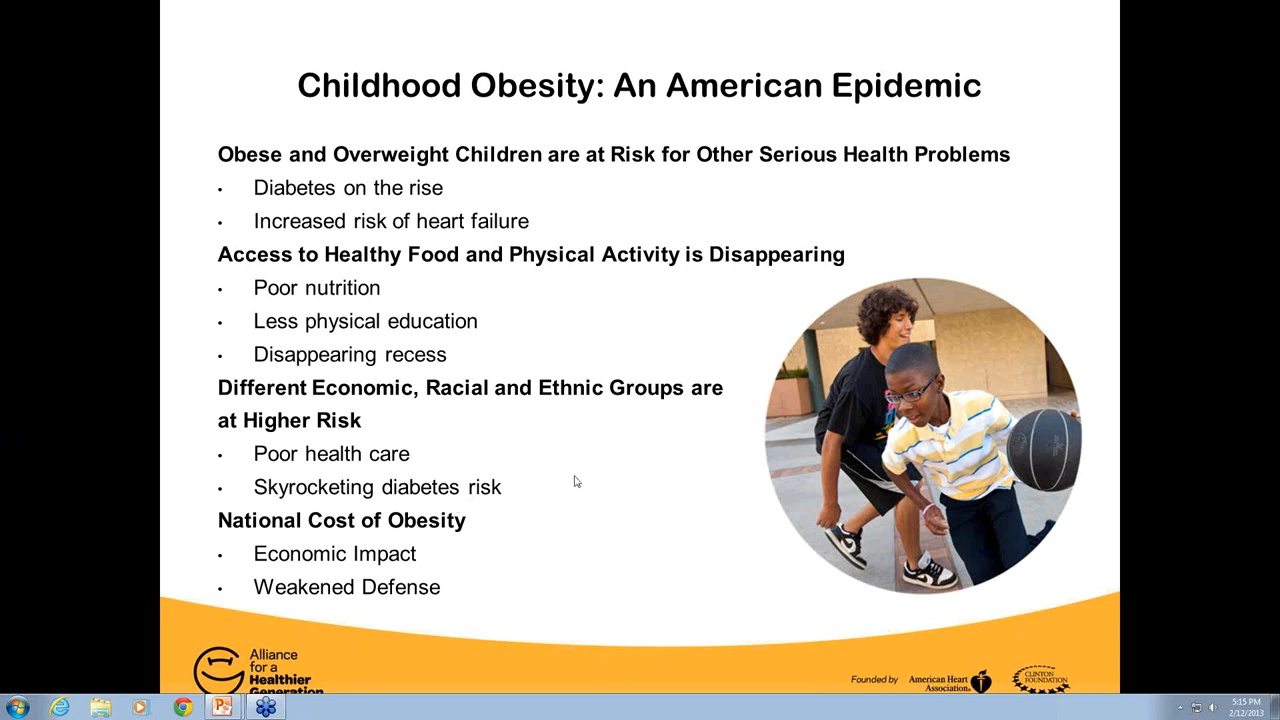 Childhood Obesity: An American Epidemic
Obese and Overweight Children are at Risk for Other Serious Health Problems
• Diabetes on the rise
• Increased risk of heart failure
Access to Healthy Food and Physical Activity is Disappearing
• Poor nutrition
• Less physical education
• Disappearing recess
Different Economic, Racial and Ethnic Groups are
at Higher Risk
• Poor health care
• Skyrocketing diabetes risk
National Cost of Obesity
• Economic Impact
• Weakened Defense
Alliance
for a
Healthier
Generation
Founded by
American Heart
Association®
CLINTON
FOUNDATION
5:15 PM
2/12/2013